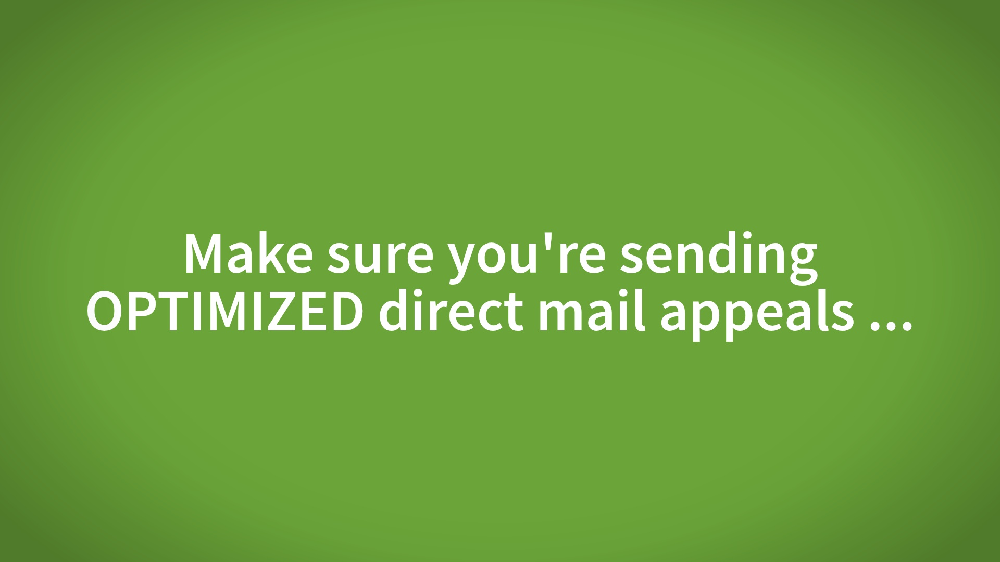 Make sure you're sending
OPTIMIZED direct mail appeals ...